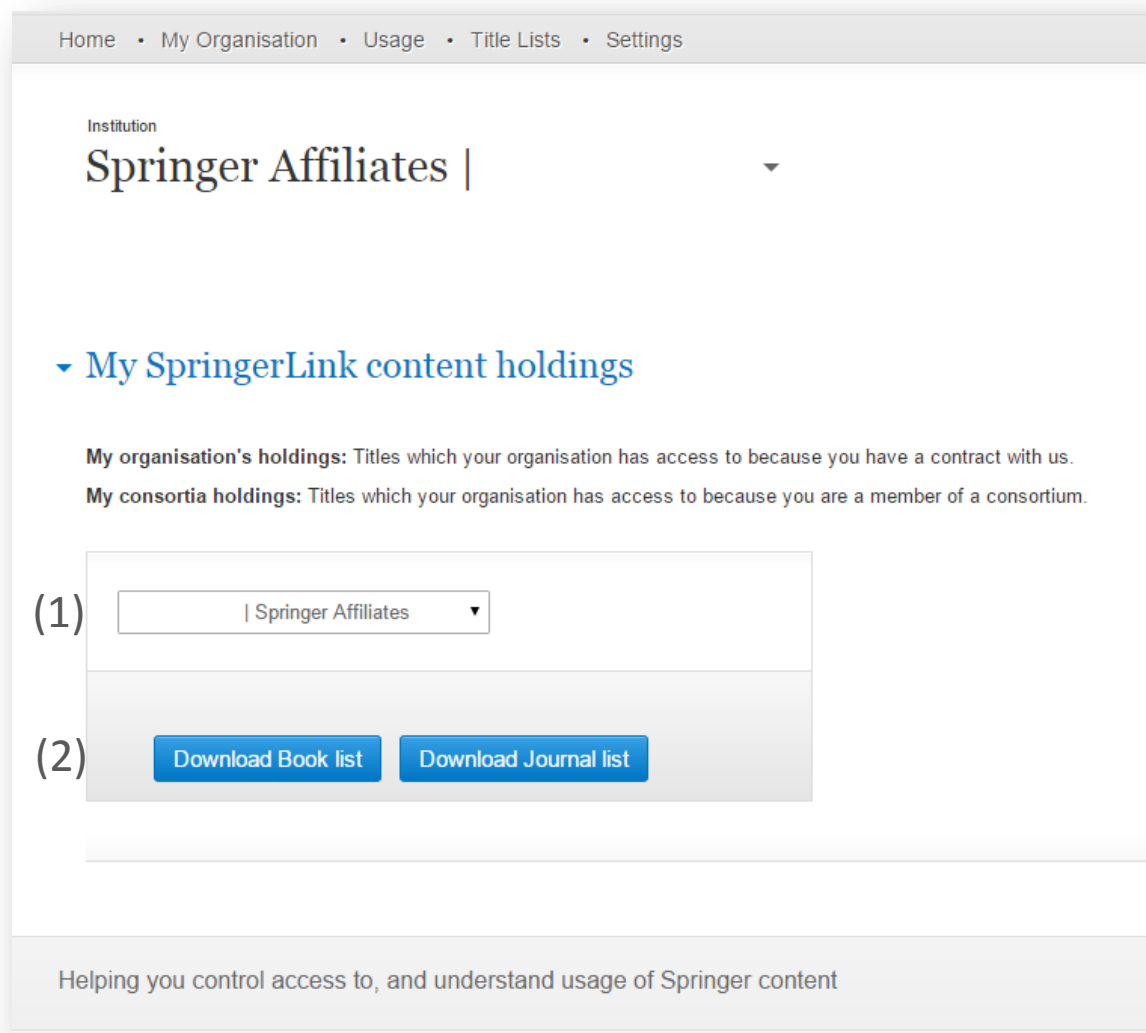 Home • My Organisation • Usage • Title Lists • Settings
Institution
Springer Affiliates |
My SpringerLink content holdings
My organisation's holdings: Titles which your organisation has access to because you have a contract with us.
My consortia holdings: Titles which your organisation has access to because you are a member of a consortium.
(1) | Springer Affiliates
(2) Download Book list Download Journal list
Helping you control access to, and understand usage of Springer content